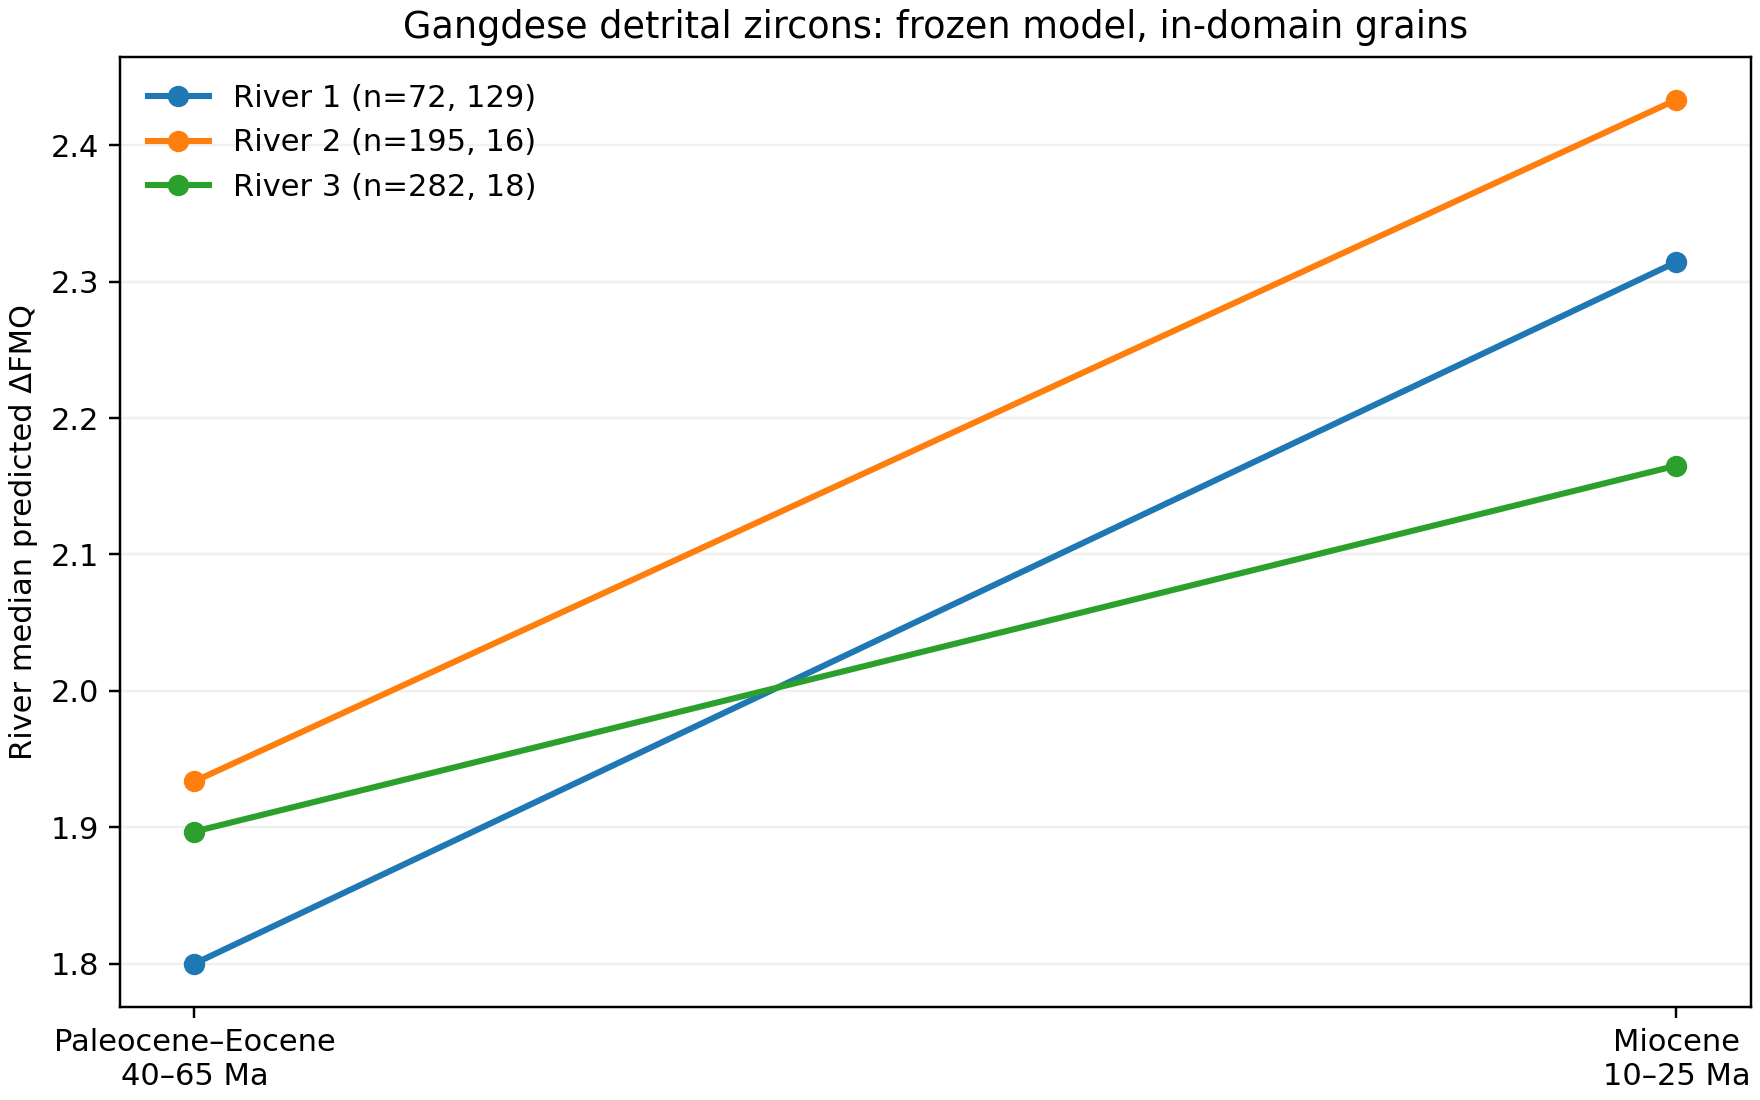 Gangdese detrital zircons: frozen model, in-domain grains
River 1 (n=72, 129)
River 2 (n=195, 16)
River 3 (n=282, 18)
River median predicted ΔFMQ
2.4
2.3
2.2
2.1
2.0
1.9
1.8
Paleocene–Eocene
40–65 Ma
Miocene
10–25 Ma